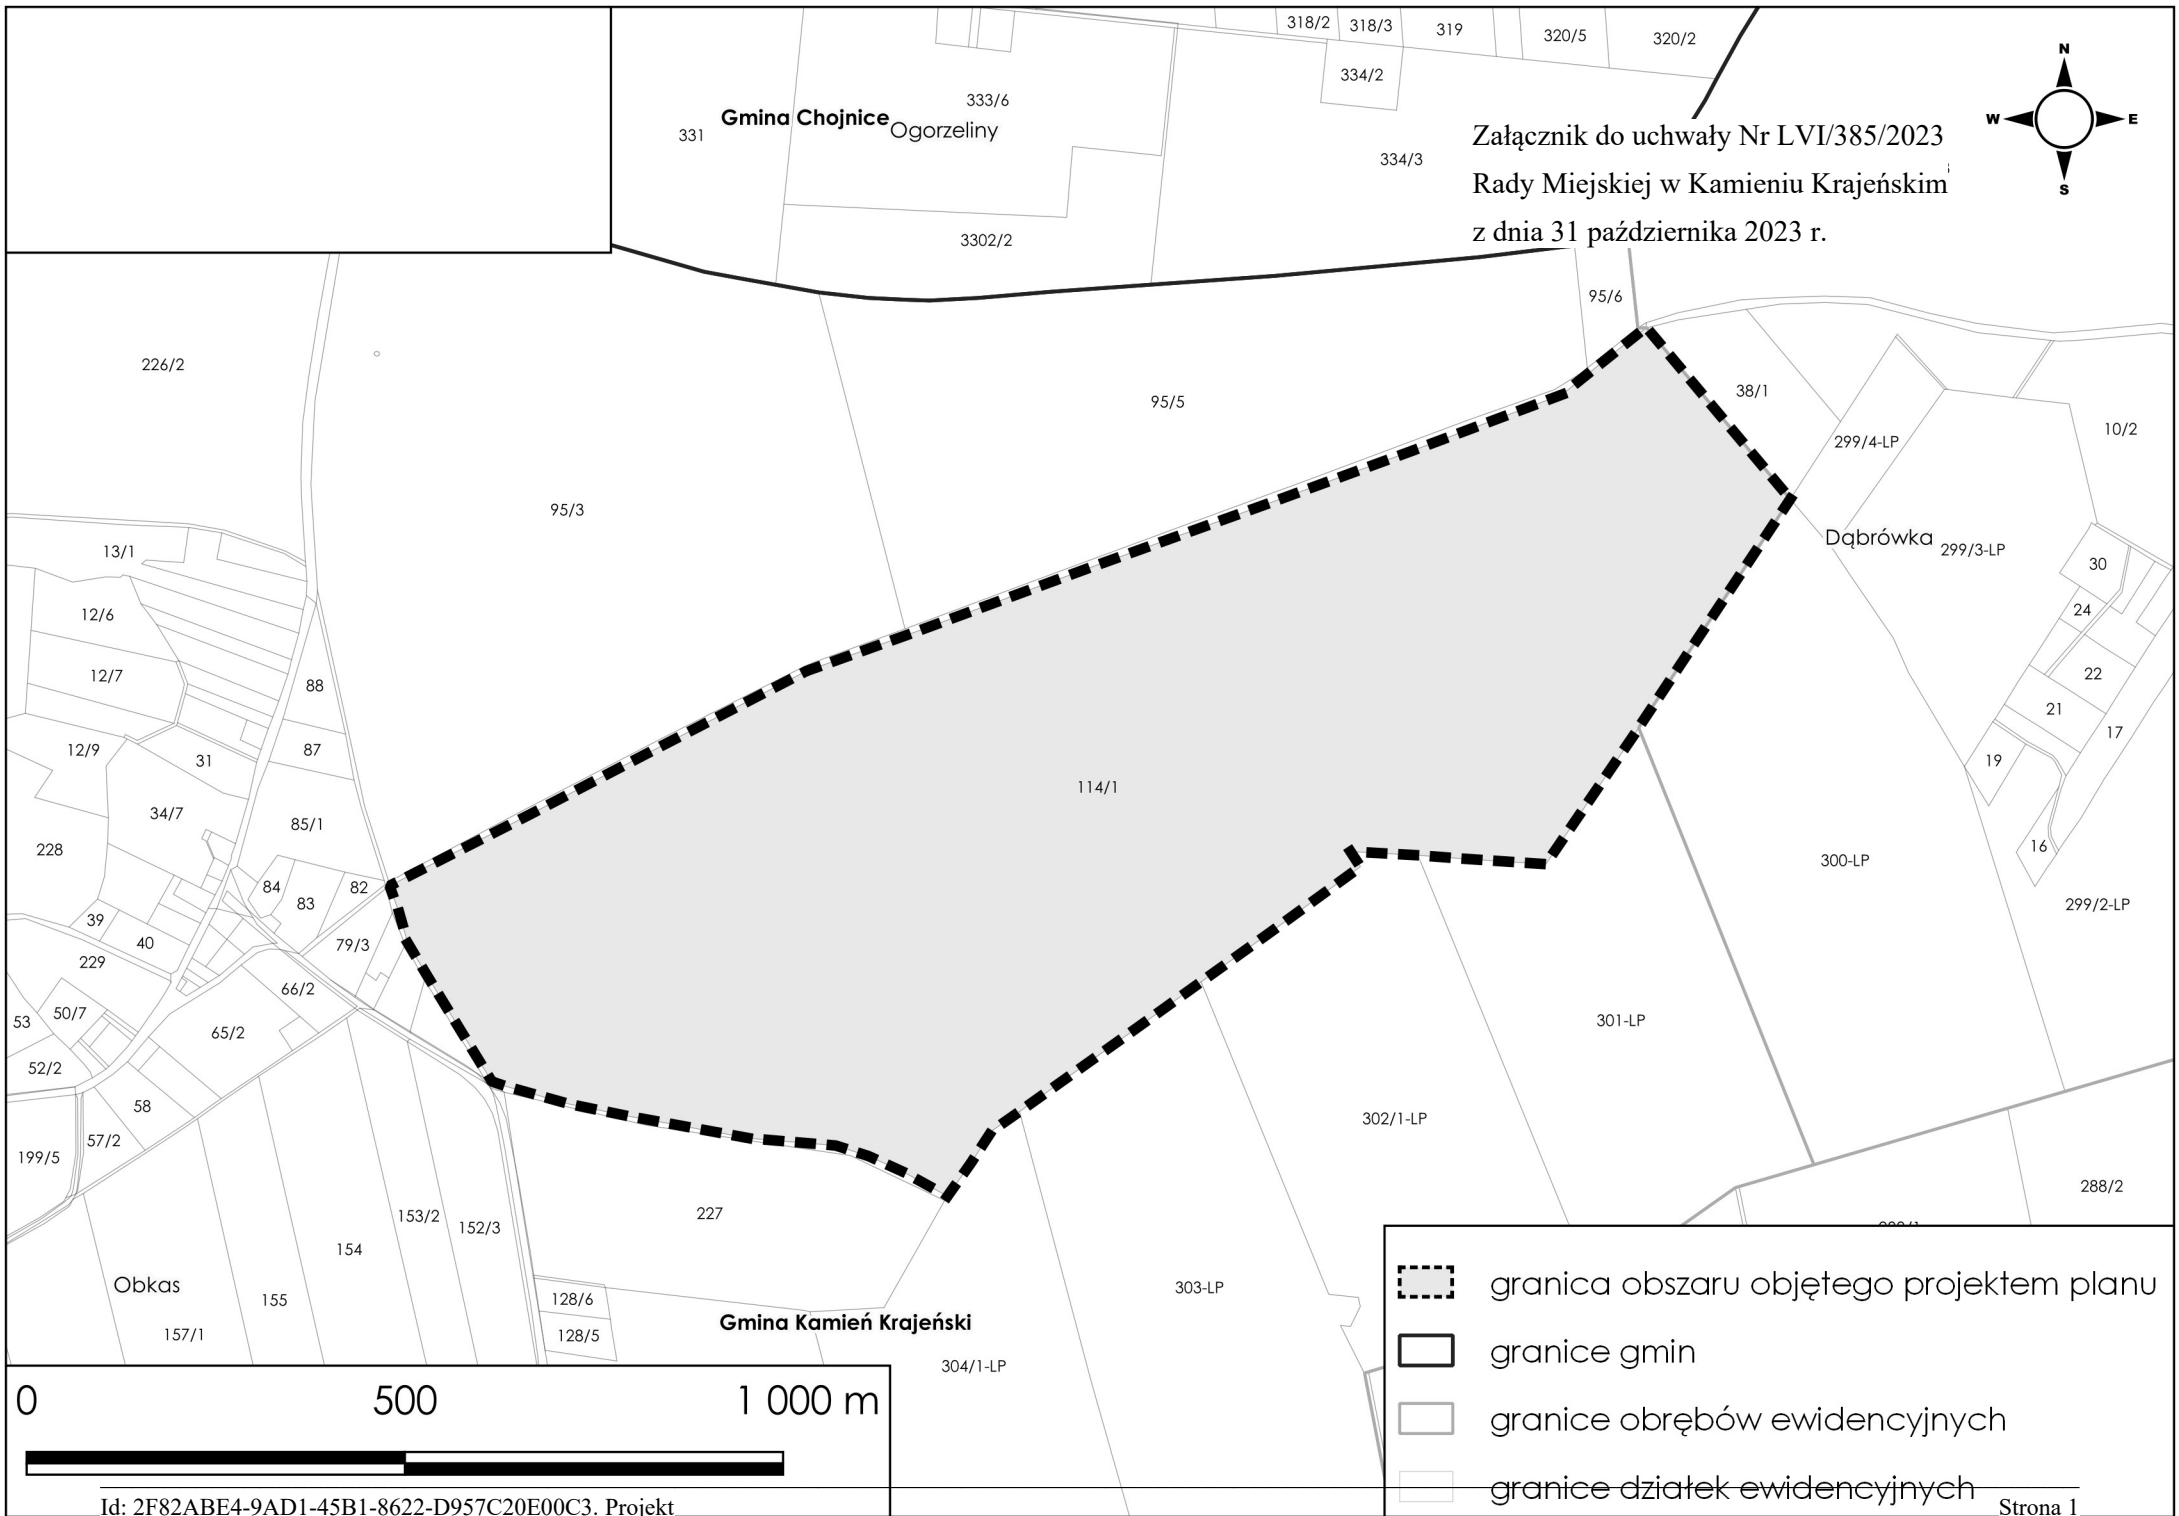 318/2
318/3
319
320/5
320/2
334/2
N
W
E
S
333/6
Gmina Chojnice
Ogorzeliny
331
334/3
Załącznik do uchwały Nr LVI/385/2023
Rady Miejskiej w Kamieniu Krajeńskim
z dnia 31 października 2023 r.
3302/2
95/6
226/2
38/1
95/5
10/2
299/4-LP
95/3
Dąbrówka
299/3-LP
13/1
30
12/6
24
12/7
88
22
21
17
12/9
87
31
19
114/1
34/7
85/1
228
16
300-LP
84
82
83
299/2-LP
39
40
79/3
229
66/2
50/7
53
65/2
301-LP
52/2
58
302/1-LP
57/2
199/5
288/2
153/2
152/3
227
154
Obkas
155
303-LP
128/6
157/1
128/5
Gmina Kamień Krajeński
304/1-LP
granica obszaru objętego projektem planu
granice gmin
granice obrębów ewidencyjnych
granice działek ewidencyjnych
0 500 1 000 m
Id: 2F82ABE4-9AD1-45B1-8622-D957C20E00C3. Projekt
Strona 1